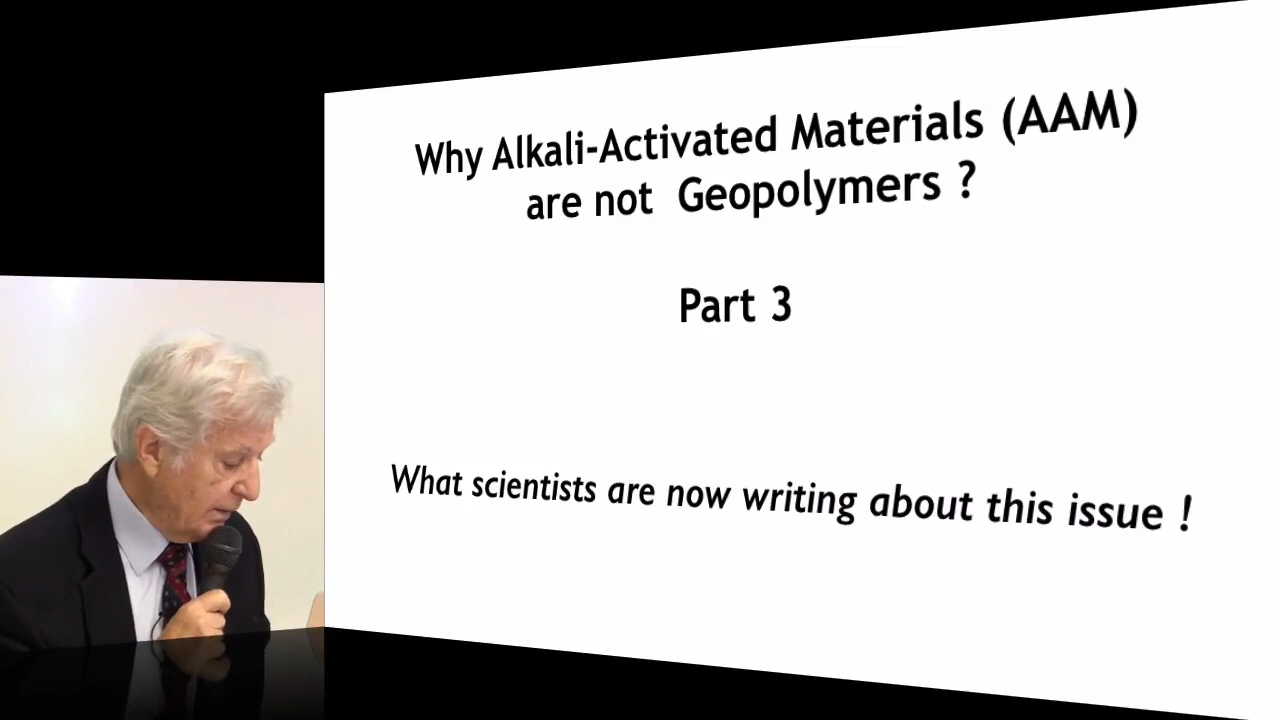 Why Alkali-Activated Materials (AAM)
are not Geopolymers ?
Part 3
What scientists are now writing about this issue !